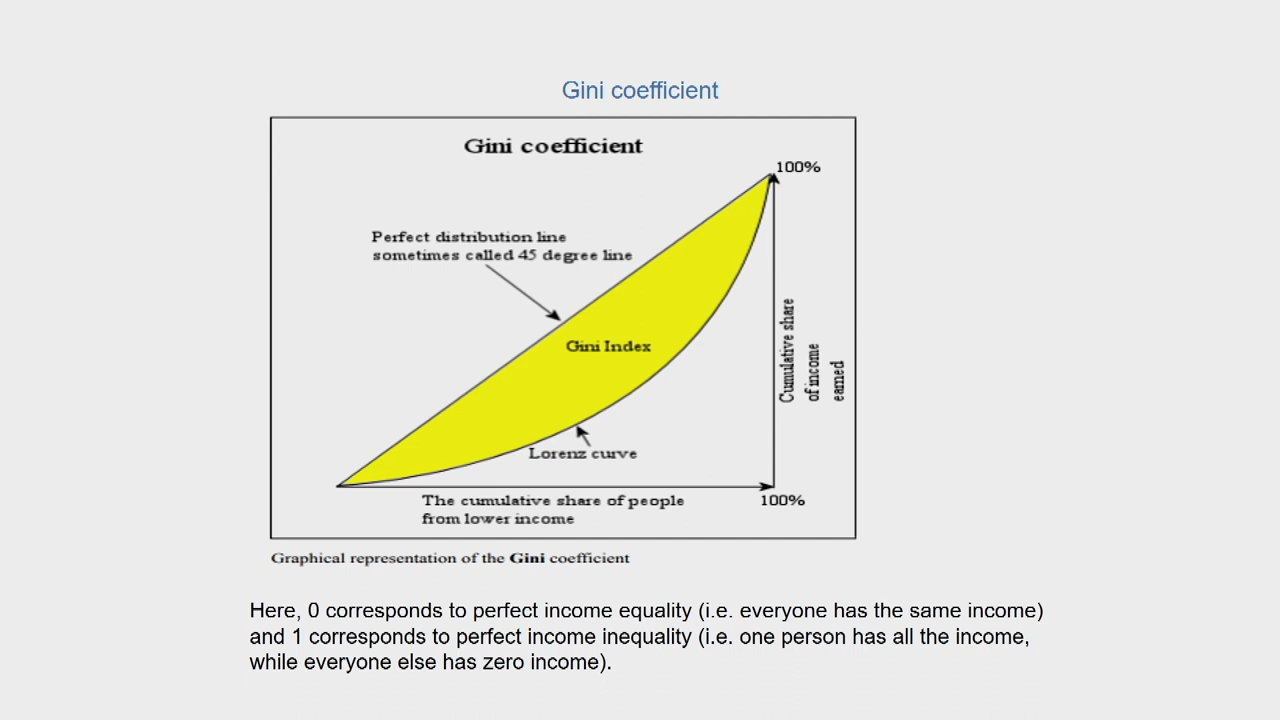 Gini coefficient
Gini coefficient
100%
Perfect distribution line
sometimes called 45 degree line
Gini Index
Cumulative share
of income
earned
Lorenz curve
The cumulative share of people
from lower income
100%
Graphical representation of the Gini coefficient
Here, 0 corresponds to perfect income equality (i.e. everyone has the same income)
and 1 corresponds to perfect income inequality (i.e. one person has all the income,
while everyone else has zero income).